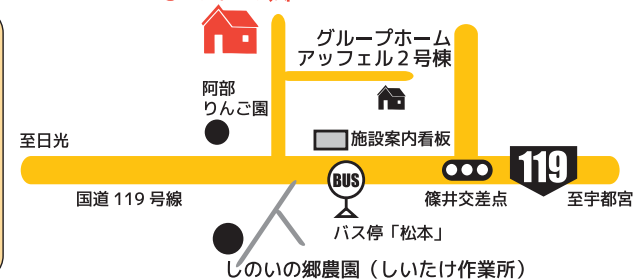 グループホーム
アッフェル２号棟
阿部
りんご園
施設案内看板
至日光
119
BUS
国道 119 号線
篠井交差点
至宇都宮
バス停「松本」
しのいの郷農園（しいたけ作業所）